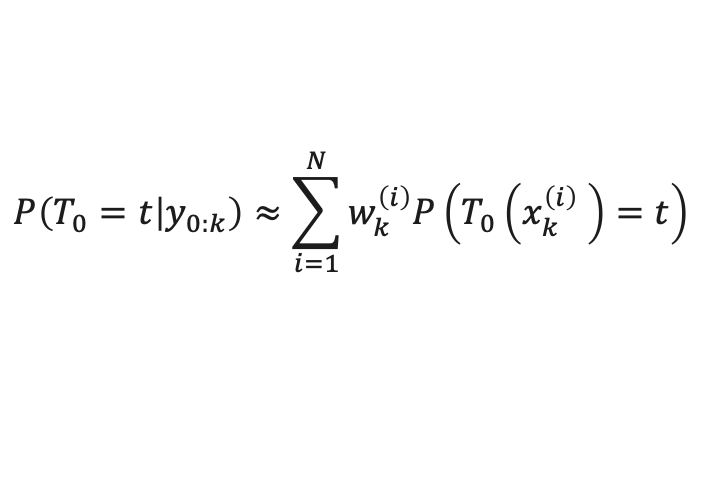 P(T₀ = t|y₀:ₖ) ≈ ∑ᵢ₌₁ᴺ wₖ⁽ⁱ⁾P(T₀(xₖ⁽ⁱ⁾) = t)